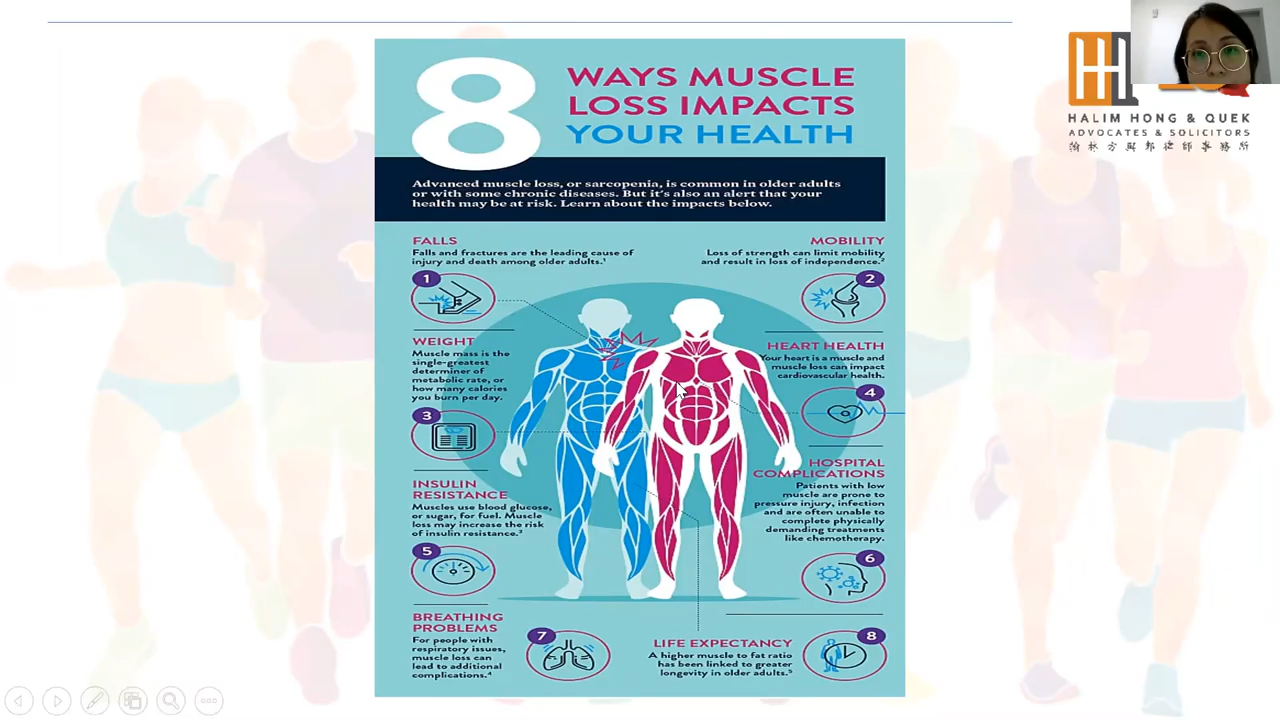 8
WAYS MUSCLE
LOSS IMPACTS
YOUR HEALTH
Advanced muscle loss, or sarcopenia, is common in older adults
or with some chronic diseases. But it's also an alert that your
health may be at risk. Learn about the impacts below.
FALLS
Falls and fractures are the leading cause of
injury and death among older adults.¹
1
MOBILITY
Loss of strength can limit mobility
and result in loss of independence.²
2
WEIGHT
Muscle mass is the
single-greatest
determiner of
metabolic rate, or
how many calories
you burn per day.
3
HEART HEALTH
Your heart is a muscle and
muscle loss can impact
cardiovascular health.
4
INSULIN
RESISTANCE
Muscles use blood glucose,
or sugar, for fuel. Muscle
loss may increase the risk
of insulin resistance.³
5
HOSPITAL
COMPLICATIONS
Patients with low
muscle are prone to
pressure injury, infection
and are often unable to
complete physically
demanding treatments
like chemotherapy.
6
BREATHING
PROBLEMS
For people with
respiratory issues,
muscle loss can
lead to additional
complications.⁴
7
LIFE EXPECTANCY
A higher muscle to fat ratio
has been linked to greater
longevity in older adults.⁵
8
HALIM HONG & QUEK
ADVOCATES & SOLICITORS